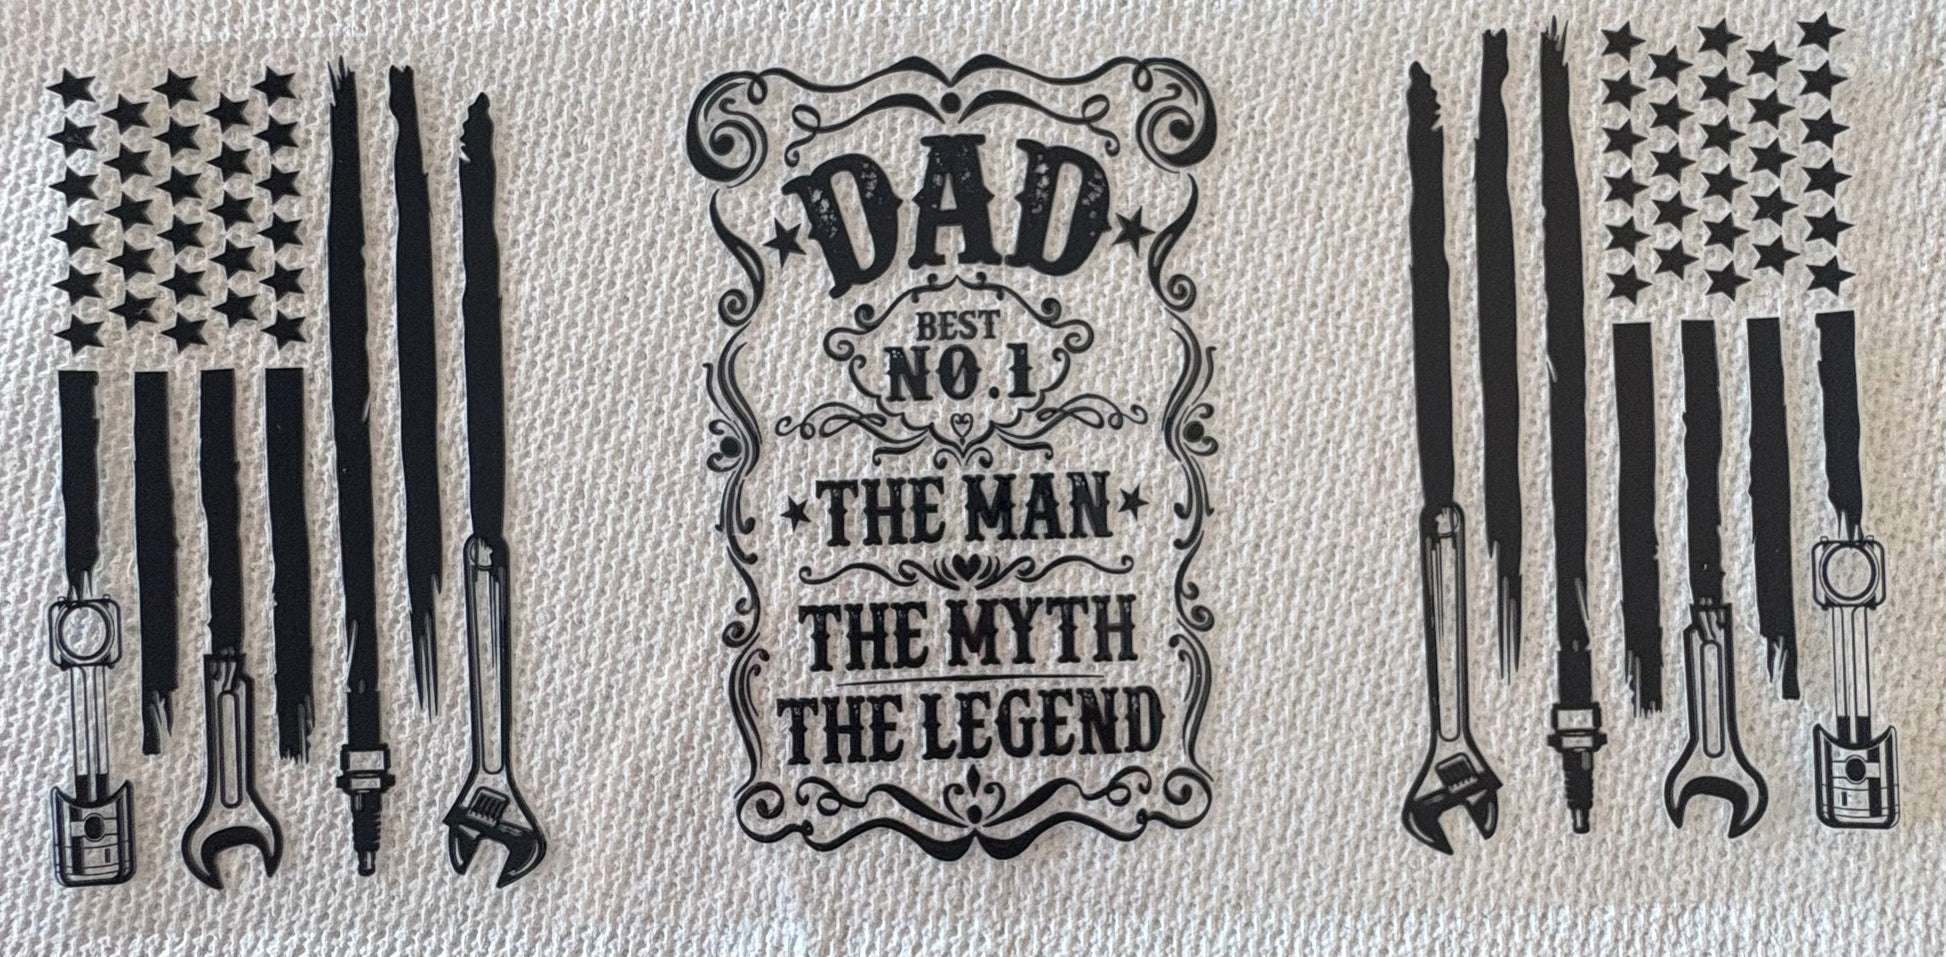 DAD
BEST
NO.1
THE MAN
THE MYTH
THE LEGEND